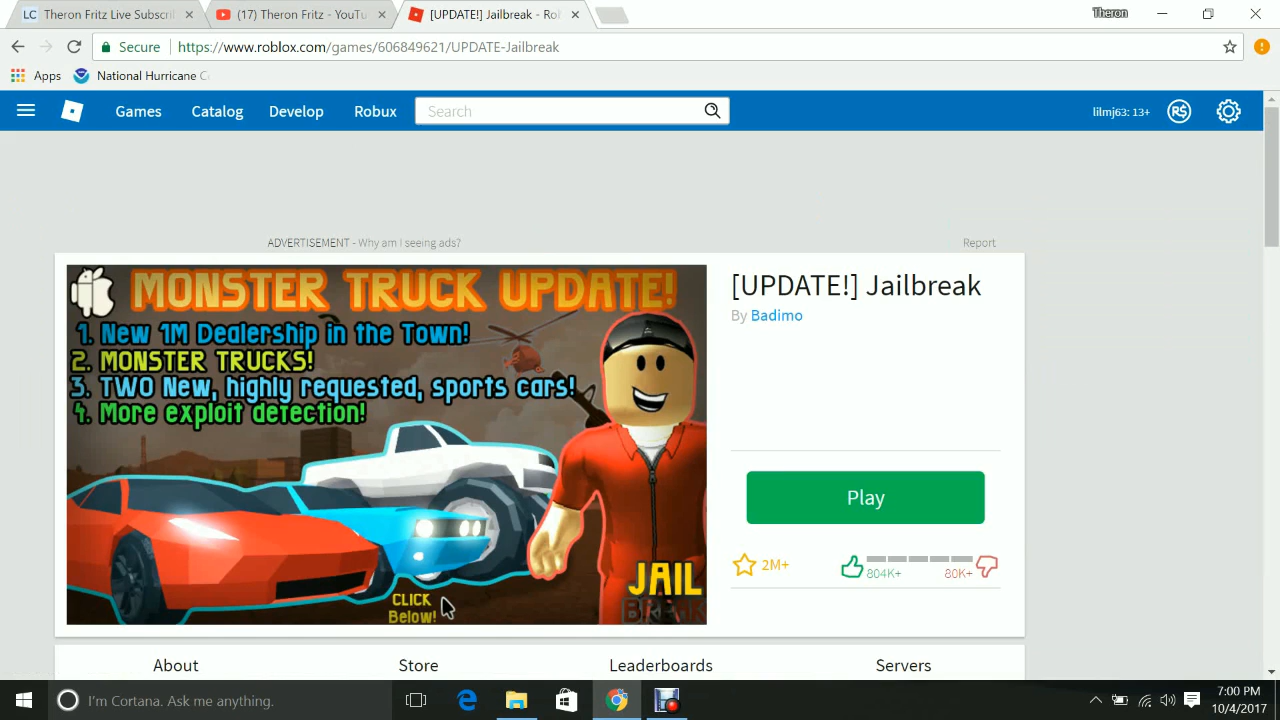 LC Theron Fritz Live Subscri
(17) Theron Fritz - YouTu
[UPDATE!] Jailbreak - Ro
Theron
Secure https://www.roblox.com/games/606849621/UPDATE-Jailbreak
Apps National Hurricane C
Games Catalog Develop Robux Search lilmj63: 13+ R$
ADVERTISEMENT - Why am I seeing ads? Report
MONSTER TRUCK UPDATE!
1. New 1M Dealership in the Town!
2. MONSTER TRUCKS!
3. TWO New, highly requested, sports cars!
4. More exploit detection!
CLICK
Below!
JAIL
BREAK
[UPDATE!] Jailbreak
By Badimo
Play
2M+ 804K+ 80K+
About Store Leaderboards Servers
I'm Cortana. Ask me anything.
7:00 PM
10/4/2017